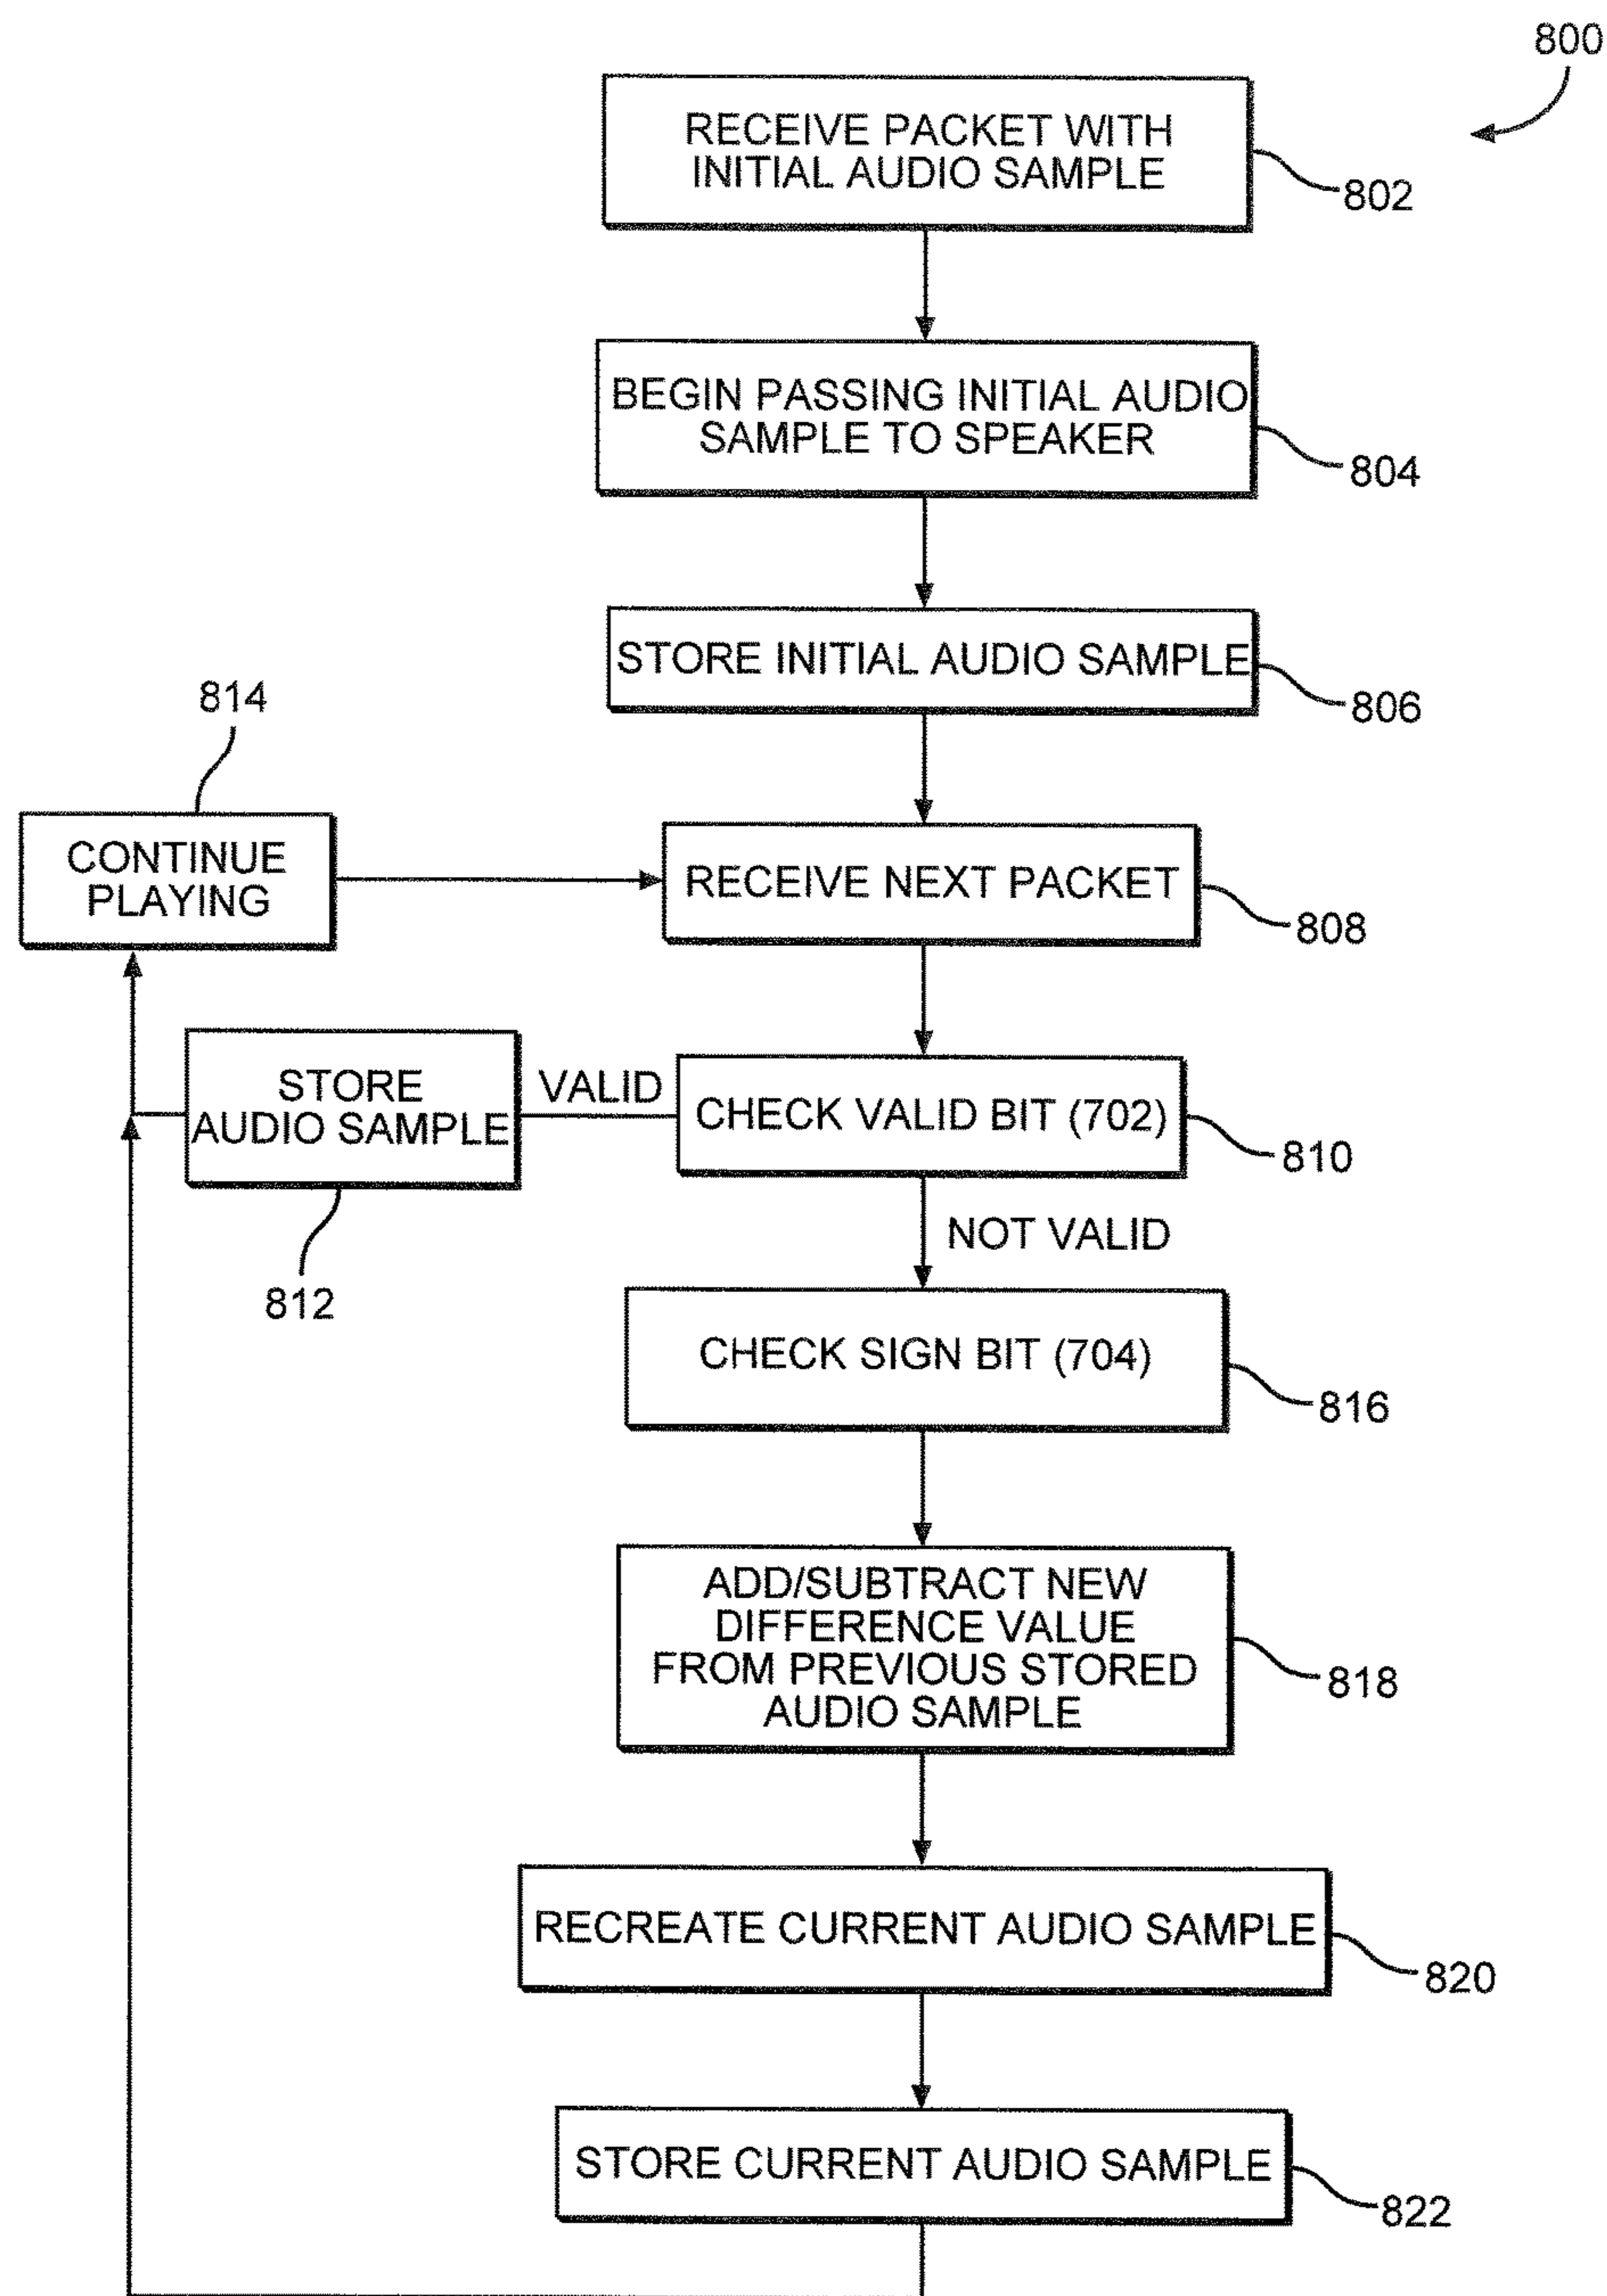 800
RECEIVE PACKET WITH
INITIAL AUDIO SAMPLE
802
BEGIN PASSING INITIAL AUDIO
SAMPLE TO SPEAKER
804
STORE INITIAL AUDIO SAMPLE
806
814
CONTINUE
PLAYING
RECEIVE NEXT PACKET
808
STORE
AUDIO SAMPLE
812
VALID
CHECK VALID BIT (702)
810
NOT VALID
CHECK SIGN BIT (704)
816
ADD/SUBTRACT NEW
DIFFERENCE VALUE
FROM PREVIOUS STORED
AUDIO SAMPLE
818
RECREATE CURRENT AUDIO SAMPLE
820
STORE CURRENT AUDIO SAMPLE
822